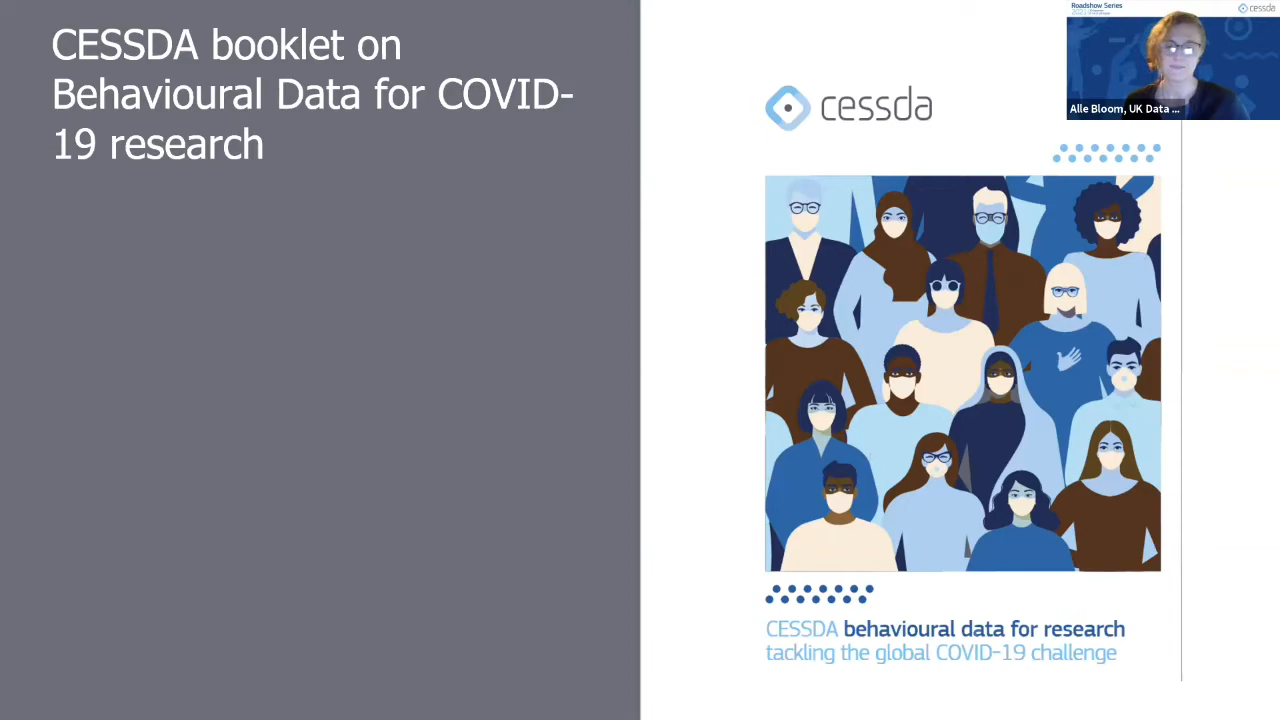 CESSDA booklet on
Behavioural Data for COVID-
19 research
Roadshow Series
2021
cessda
Alle Bloom, UK Data ...
cessda
CESSDA behavioural data for research
tackling the global COVID-19 challenge